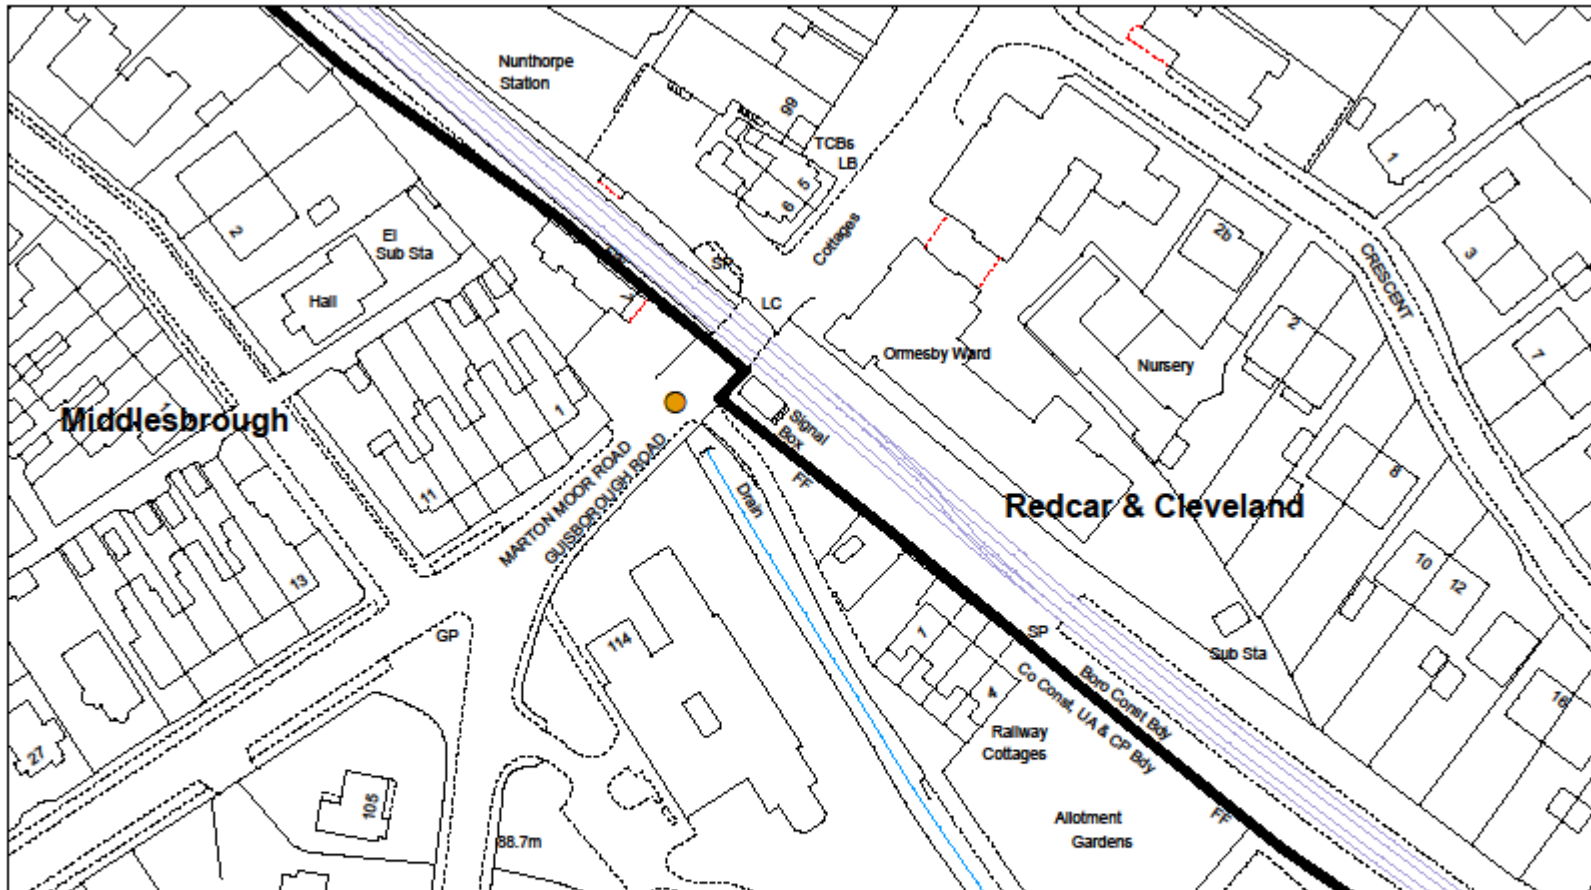 Nunthorpe
Station
99
TCBs
LB
5
6
Cottages
SP
LC
El
Sub Sta
2
Hall
1
2b
3
CRESCENT
7
2
Ormesby Ward
Nursery
Middlesbrough
1
1
11
13
MARTON MOOR ROAD
GUISBOROUGH ROAD
Signal
Box
FF
Drain
Redcar & Cleveland
8
10
12
16
Sub Sta
SP
Boro Const Bdy
Co Const, UA & CP Bdy
1
4
Railway
Cottages
114
GP
27
105
88.7m
Allotment
Gardens
FF